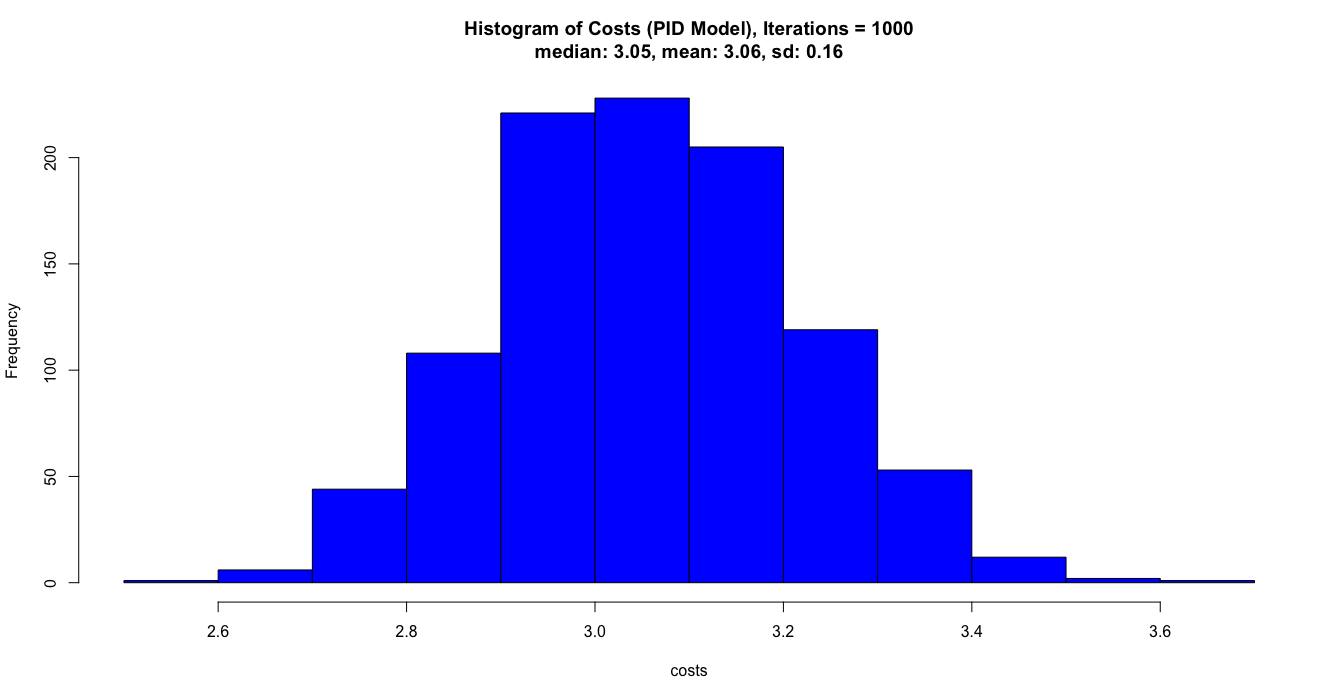 Histogram of Costs (PID Model), Iterations = 1000
median: 3.05, mean: 3.06, sd: 0.16
Frequency
200
150
100
50
0
2.6 2.8 3.0 3.2 3.4 3.6
costs